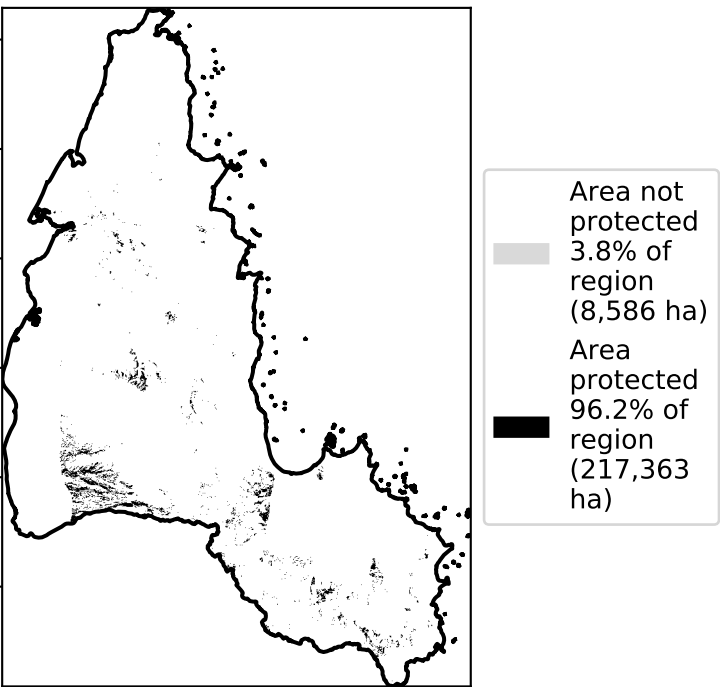 Area not
protected
3.8% of
region
(8,586 ha)
Area
protected
96.2% of
region
(217,363
ha)